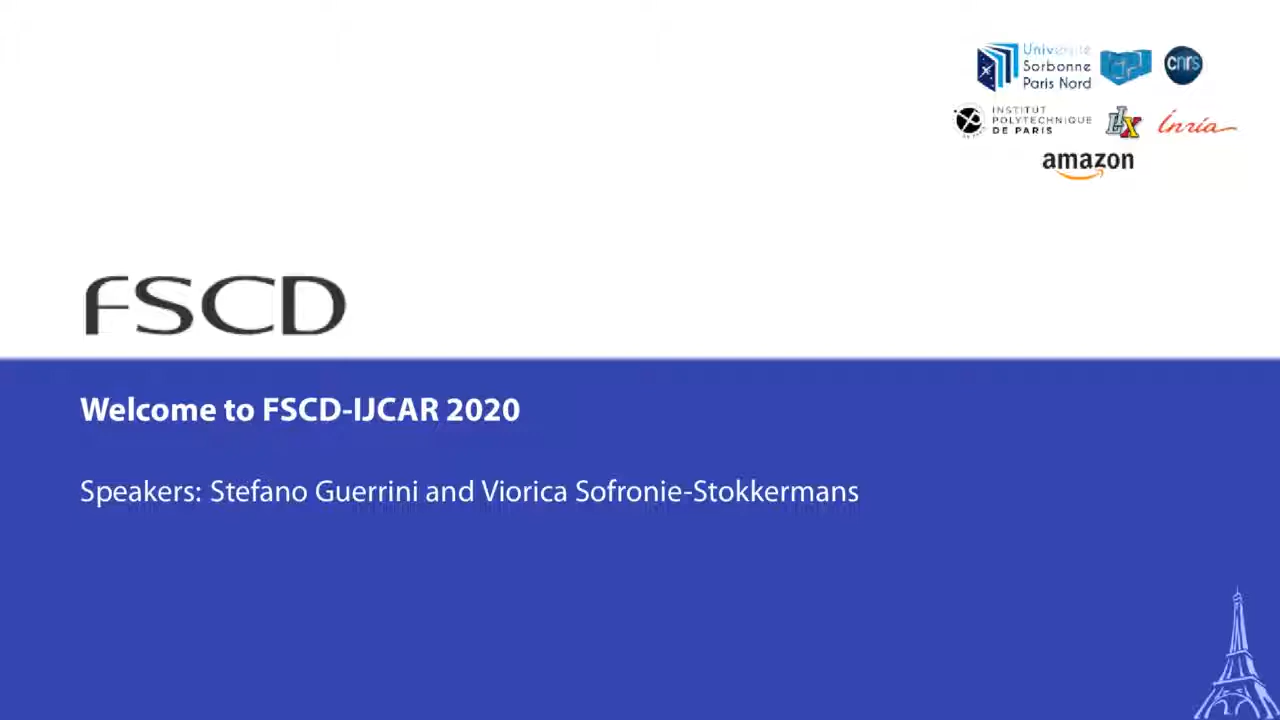 Université
Sorbonne
Paris Nord
cnrs
INSTITUT
POLYTECHNIQUE
DE PARIS
inria
amazon
FSCD
Welcome to FSCD-IJCAR 2020
Speakers: Stefano Guerrini and Viorica Sofronie-Stokkermans